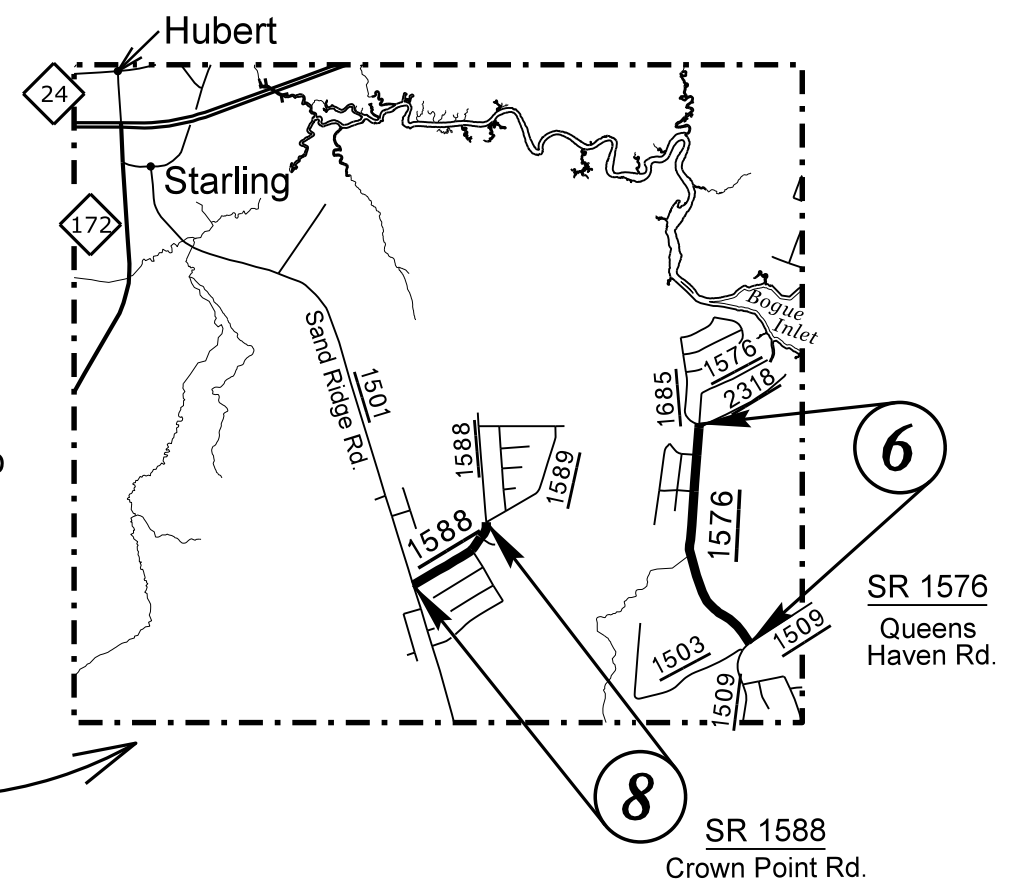 Hubert
24
Starling
172
Bogue
Inlet
Sand Ridge Rd.
1501
1576
2318
1685
6
1588
1589
1588
1576
SR 1576
Queens
Haven Rd.
1509
1503
1509
8
SR 1588
Crown Point Rd.